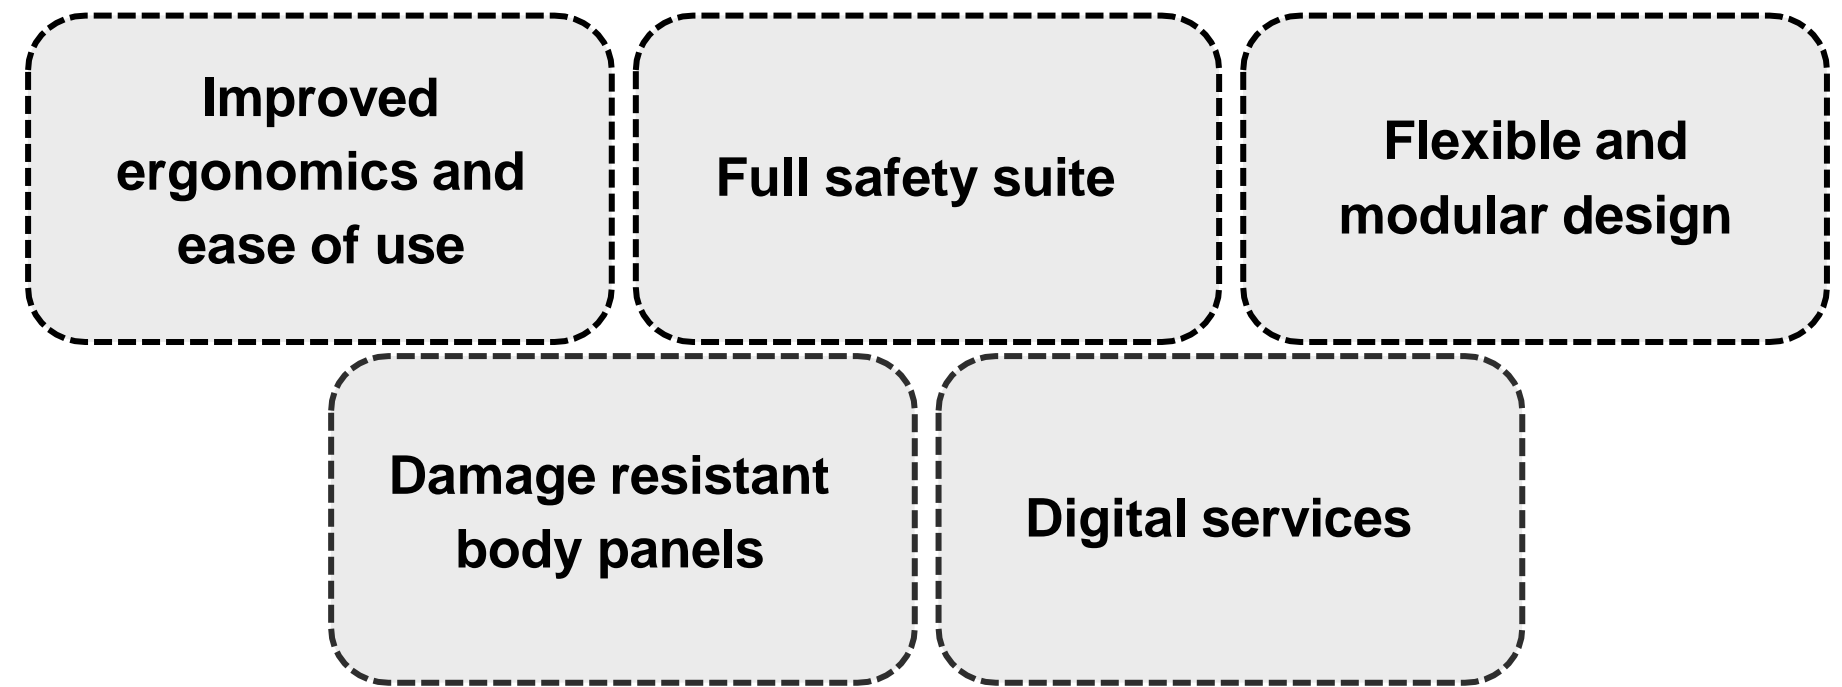 Improved
ergonomics and
ease of use
Full safety suite
Flexible and
modular design
Damage resistant
body panels
Digital services